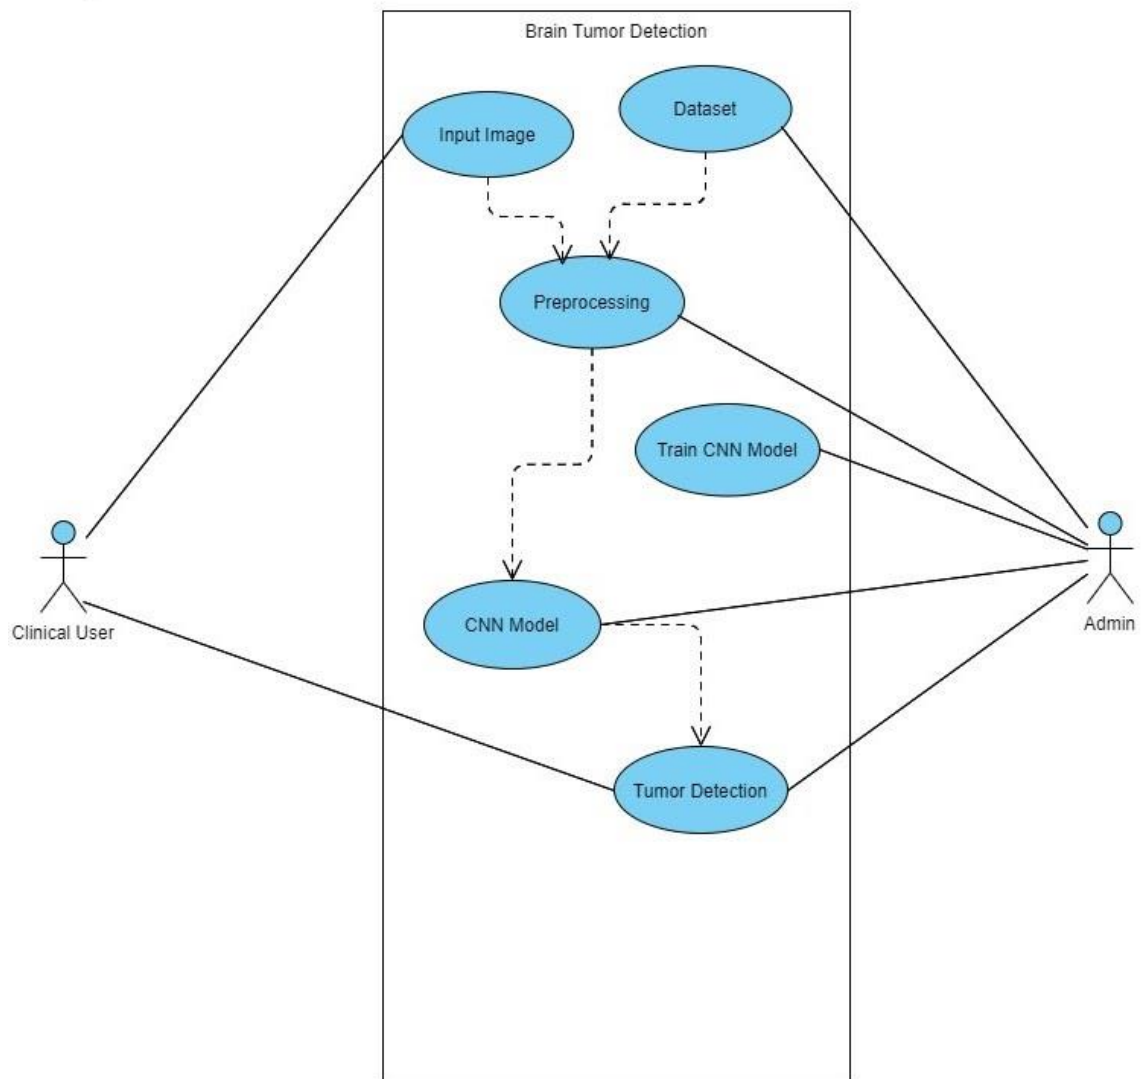 Brain Tumor Detection
Dataset
Input Image
Preprocessing
Train CNN Model
CNN Model
Clinical User
Admin
Tumor Detection